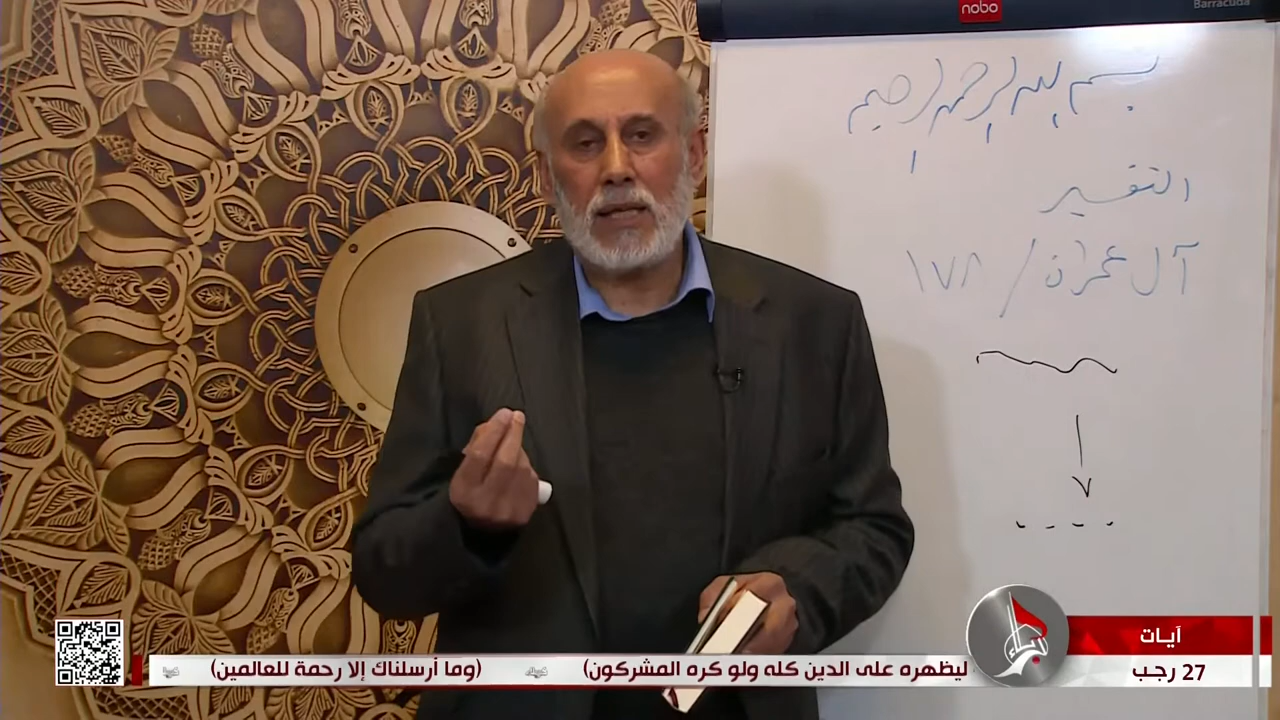 nobo
Barracuda
بسم الله الرحمن الرحيم
التفسير
آل عمران / ١٧٨
آيات
27 رجب
ليظهره على الدين كله ولو كره المشركون)
(وما أرسلناك إلا رحمة للعالمين)